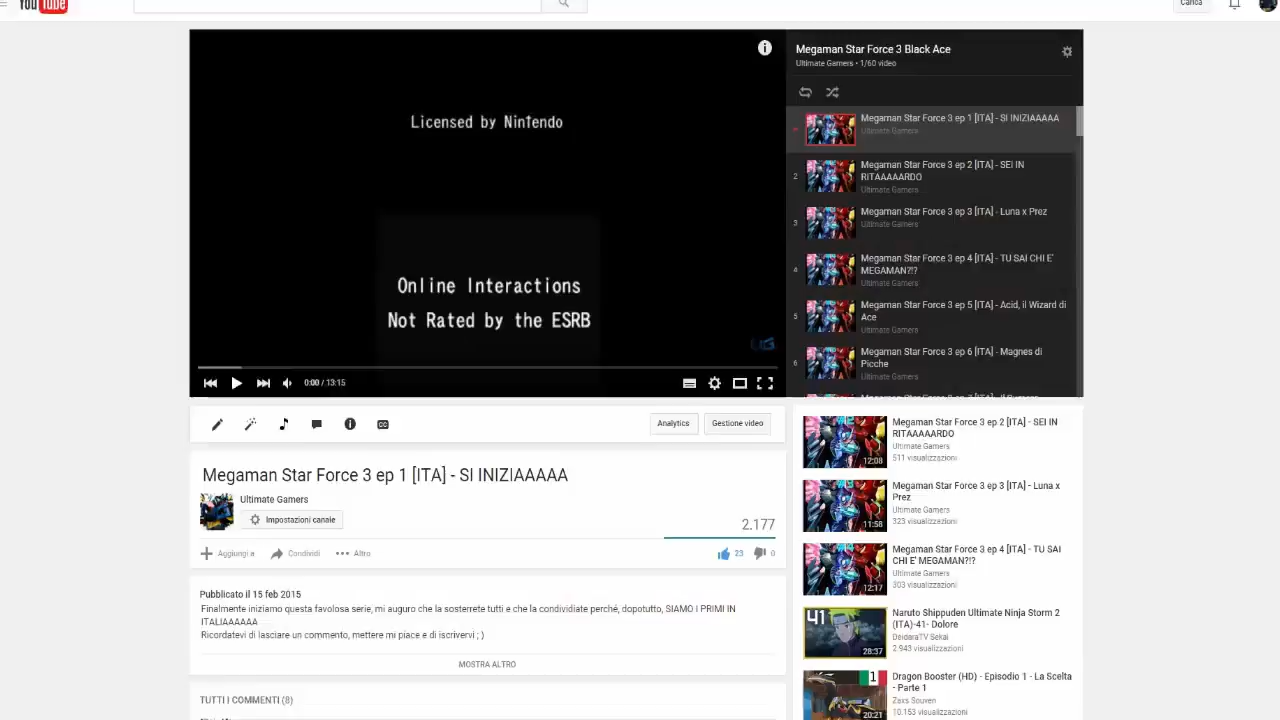 YouTube
Carica
Licensed by Nintendo
Online Interactions
Not Rated by the ESRB
0:00 / 13:15
Megaman Star Force 3 Black Ace
Ultimate Gamers • 1/60 video
Megaman Star Force 3 ep 1 [ITA] - SI INIZIAAAAA
Ultimate Gamers
2
Megaman Star Force 3 ep 2 [ITA] - SEI IN
RITAAAAARDO
Ultimate Gamers
3
Megaman Star Force 3 ep 3 [ITA] - Luna x Prez
Ultimate Gamers
4
Megaman Star Force 3 ep 4 [ITA] - TU SAI CHI E'
MEGAMAN?!?
Ultimate Gamers
5
Megaman Star Force 3 ep 5 [ITA] - Acid, il Wizard di
Ace
Ultimate Gamers
6
Megaman Star Force 3 ep 6 [ITA] - Magnes di
Picche
Ultimate Gamers
Analytics
Gestione video
Megaman Star Force 3 ep 1 [ITA] - SI INIZIAAAAA
Ultimate Gamers
Impostazioni canale
2.177
Aggiungi a
Condividi
Altro
23
0
Pubblicato il 15 feb 2015
Finalmente iniziamo questa favolosa serie, mi auguro che la sosterrete tutti e che la condividiate perché, dopotutto, SIAMO I PRIMI IN
ITALIAAAAAA
Ricordatevi di lasciare un commento, mettere mi piace e di iscrivervi ; )
MOSTRA ALTRO
TUTTI I COMMENTI (8)
Megaman Star Force 3 ep 2 [ITA] - SEI IN
RITAAAAARDO
Ultimate Gamers
511 visualizzazioni
12:08
Megaman Star Force 3 ep 3 [ITA] - Luna x
Prez
Ultimate Gamers
323 visualizzazioni
11:58
Megaman Star Force 3 ep 4 [ITA] - TU SAI
CHI E' MEGAMAN?!?
Ultimate Gamers
303 visualizzazioni
12:17
41
Naruto Shippuden Ultimate Ninja Storm 2
(ITA)-41- Dolore
DeidaraTV Sekai
2.943 visualizzazioni
28:37
1
Dragon Booster (HD) - Episodio 1 - La Scelta
- Parte 1
Zaxs Souven
10.153 visualizzazioni
20:21